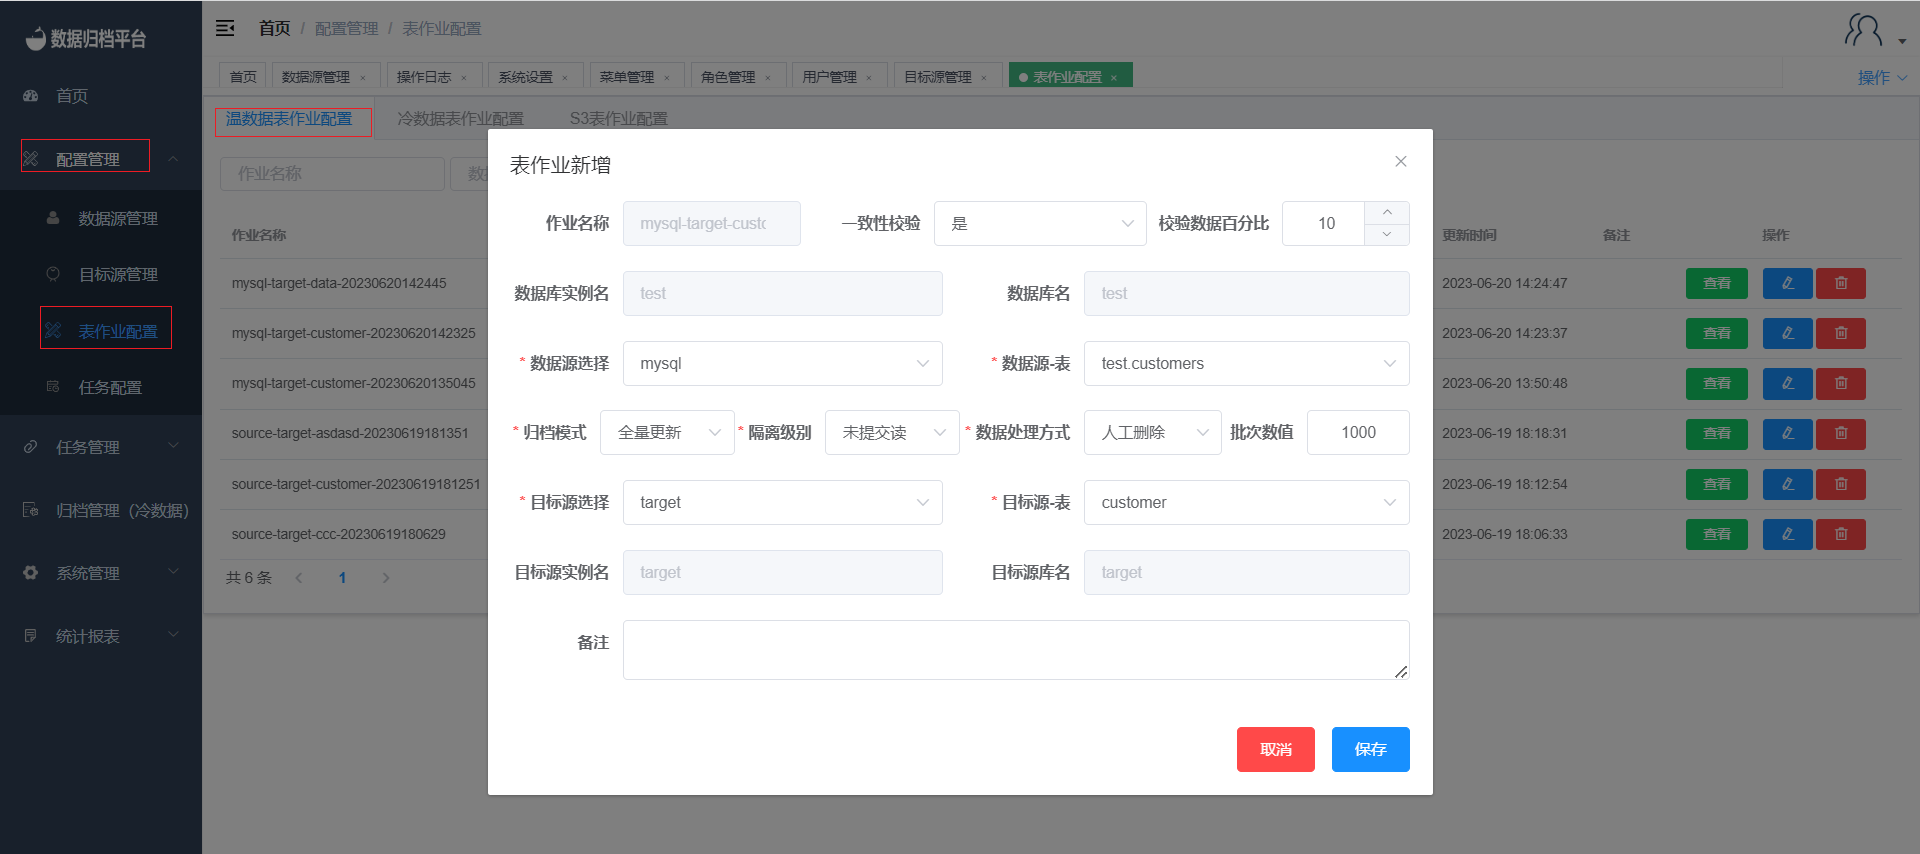 数据归档平台
首页 / 配置管理 / 表作业配置
首页
数据源管理 ×
操作日志 ×
系统设置 ×
菜单管理 ×
角色管理 ×
用户管理 ×
目标源管理 ×
表作业配置 ×
操作
首页
配置管理
数据源管理
目标源管理
表作业配置
任务配置
任务管理
归档管理（冷数据）
系统管理
统计报表
温数据表作业配置
冷数据表作业配置
S3表作业配置
作业名称
作业名称
更新时间
备注
操作
mysql-target-data-20230620142445
2023-06-20 14:24:47
查看
mysql-target-customer-20230620142325
2023-06-20 14:23:37
查看
mysql-target-customer-20230620135045
2023-06-20 13:50:48
查看
source-target-asdasd-20230619181351
2023-06-19 18:18:31
查看
source-target-customer-20230619181251
2023-06-19 18:12:54
查看
source-target-ccc-20230619180629
2023-06-19 18:06:33
查看
共 6 条
1
表作业新增
作业名称 mysql-target-custo
一致性校验 是
校验数据百分比 10
数据库实例名 test
数据库名 test
* 数据源选择 mysql
* 数据源-表 test.customers
* 归档模式 全量更新
* 隔离级别 未提交读
* 数据处理方式 人工删除
批次数值 1000
* 目标源选择 target
* 目标源-表 customer
目标源实例名 target
目标源库名 target
备注
取消
保存